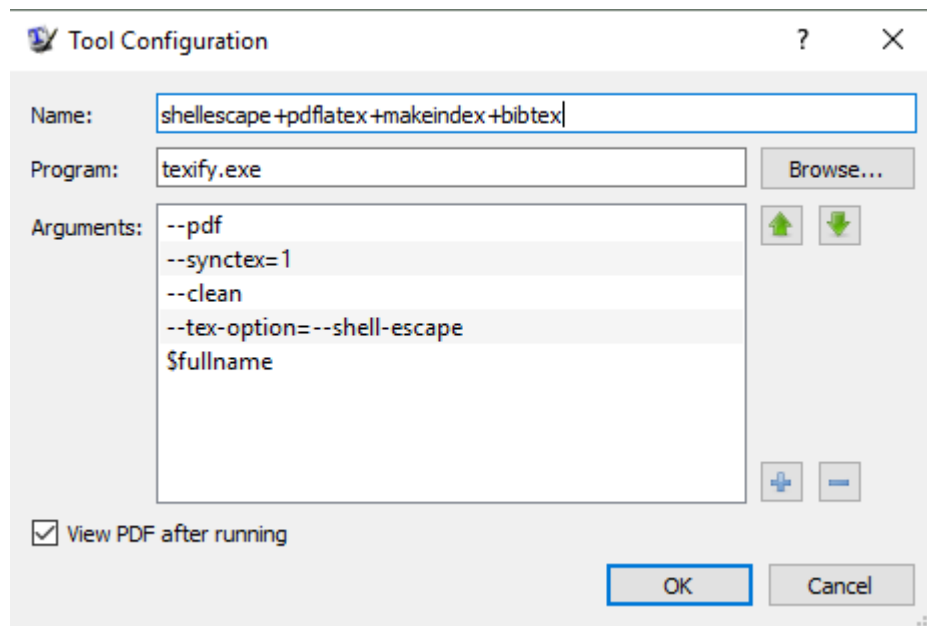 Tool Configuration
Name: shellescape+pdflatex+makeindex+bibtex
Program: texify.exe Browse...
Arguments: --pdf
--synctex=1
--clean
--tex-option=--shell-escape
$fullname
View PDF after running
OK Cancel